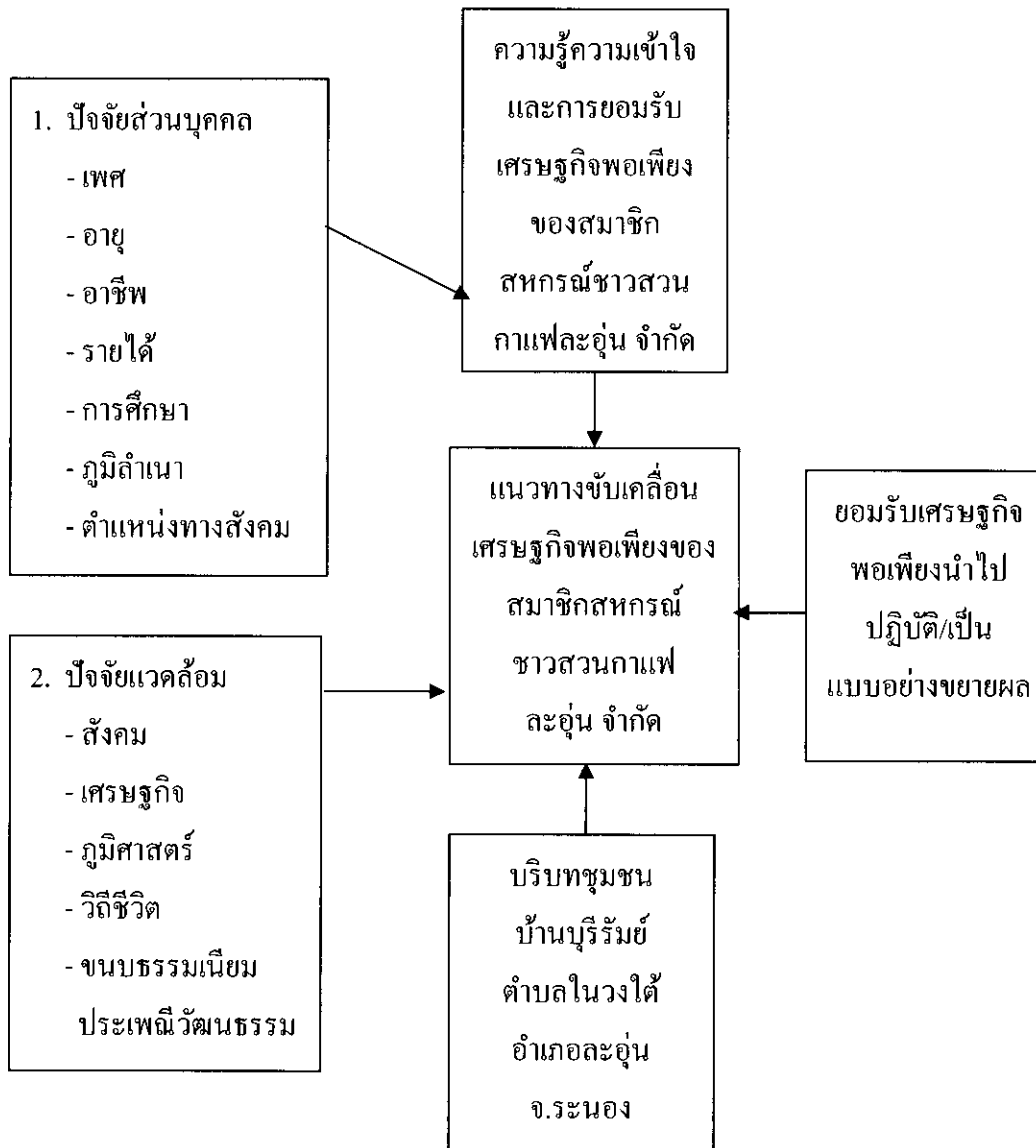 ความรู้ความเข้าใจ
และการยอมรับ
เศรษฐกิจพอเพียง
ของสมาชิก
สหกรณ์ชาวสวน
กาแฟละอุ่น จำกัด
1. ปัจจัยส่วนบุคคล
- เพศ
- อายุ
- อาชีพ
- รายได้
- การศึกษา
- ภูมิลำเนา
- ตำแหน่งทางสังคม
แนวทางขับเคลื่อน
เศรษฐกิจพอเพียงของ
สมาชิกสหกรณ์
ชาวสวนกาแฟ
ละอุ่น จำกัด
ยอมรับเศรษฐกิจ
พอเพียงนำไป
ปฏิบัติ/เป็น
แบบอย่างขยายผล
2. ปัจจัยแวดล้อม
- สังคม
- เศรษฐกิจ
- ภูมิศาสตร์
- วิถีชีวิต
- ขนบธรรมเนียม
ประเพณีวัฒนธรรม
บริบทชุมชน
บ้านบุรีรัมย์
ตำบลในวงใต้
อำเภอละอุ่น
จ.ระนอง